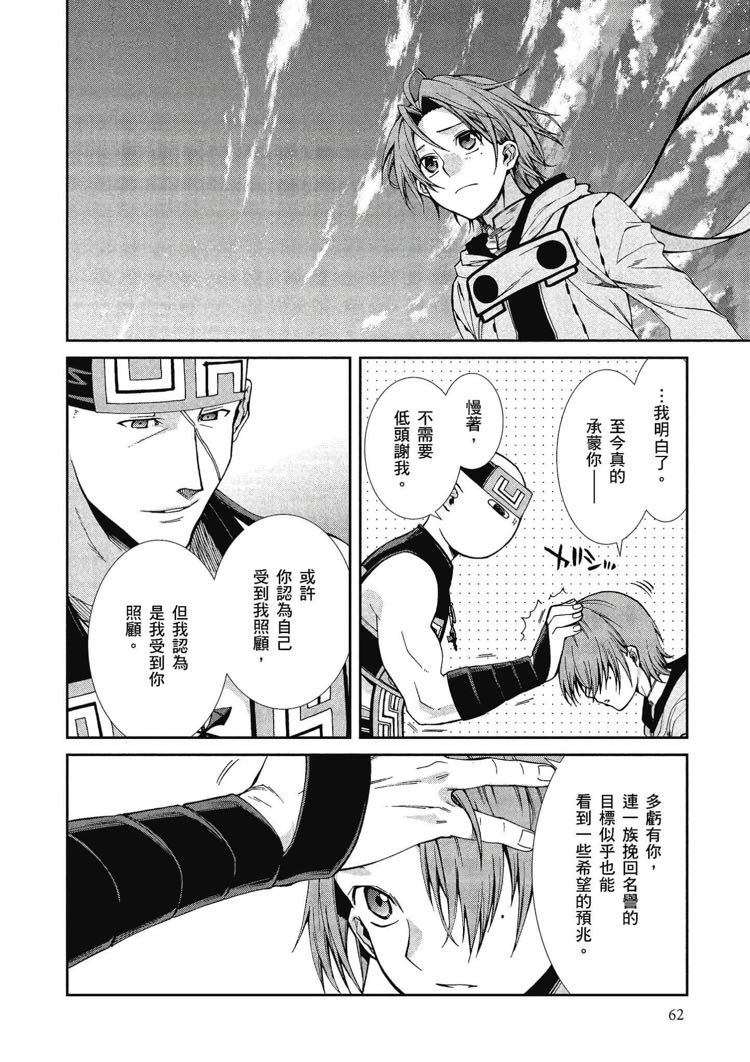 …我明白了。
至今真的
承蒙你——
慢著，
不需要
低頭謝我。
メルシ…
或許
你認為自己
受到我照顧，
但我認為
是我受到你
照顧。
多虧有你，
連一族挽回名譽的
目標似乎也能
看到一些希望的預兆。
62